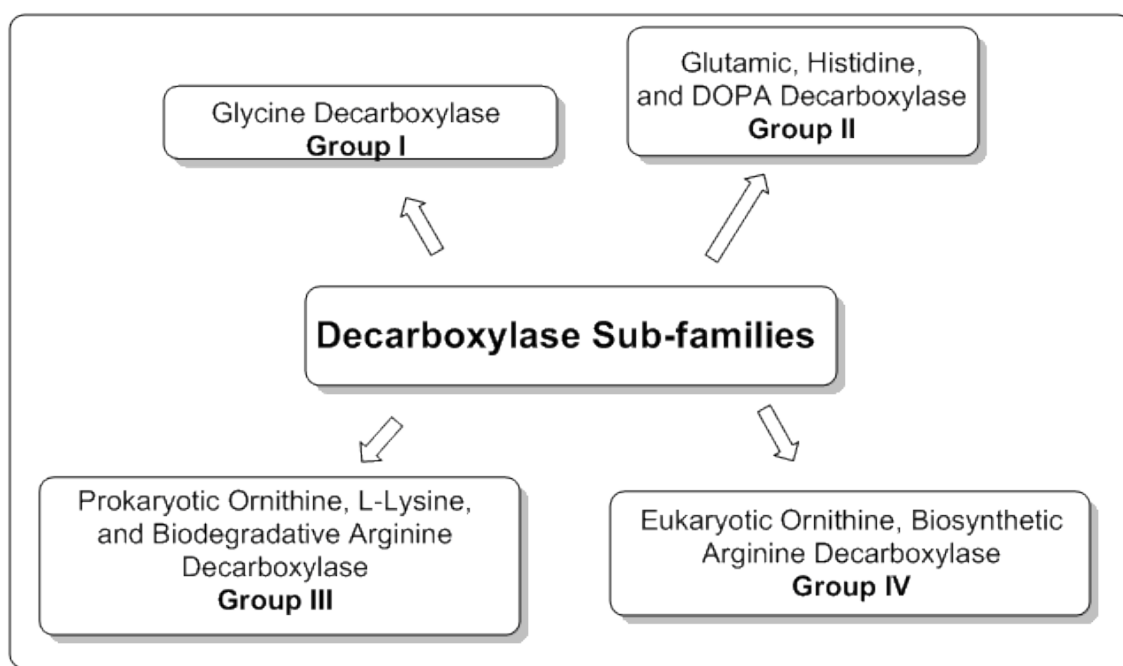 Glycine Decarboxylase
Group I
Glutamic, Histidine,
and DOPA Decarboxylase
Group II
Decarboxylase Sub-families
Prokaryotic Ornithine, L-Lysine,
and Biodegradative Arginine
Decarboxylase
Group III
Eukaryotic Ornithine, Biosynthetic
Arginine Decarboxylase
Group IV